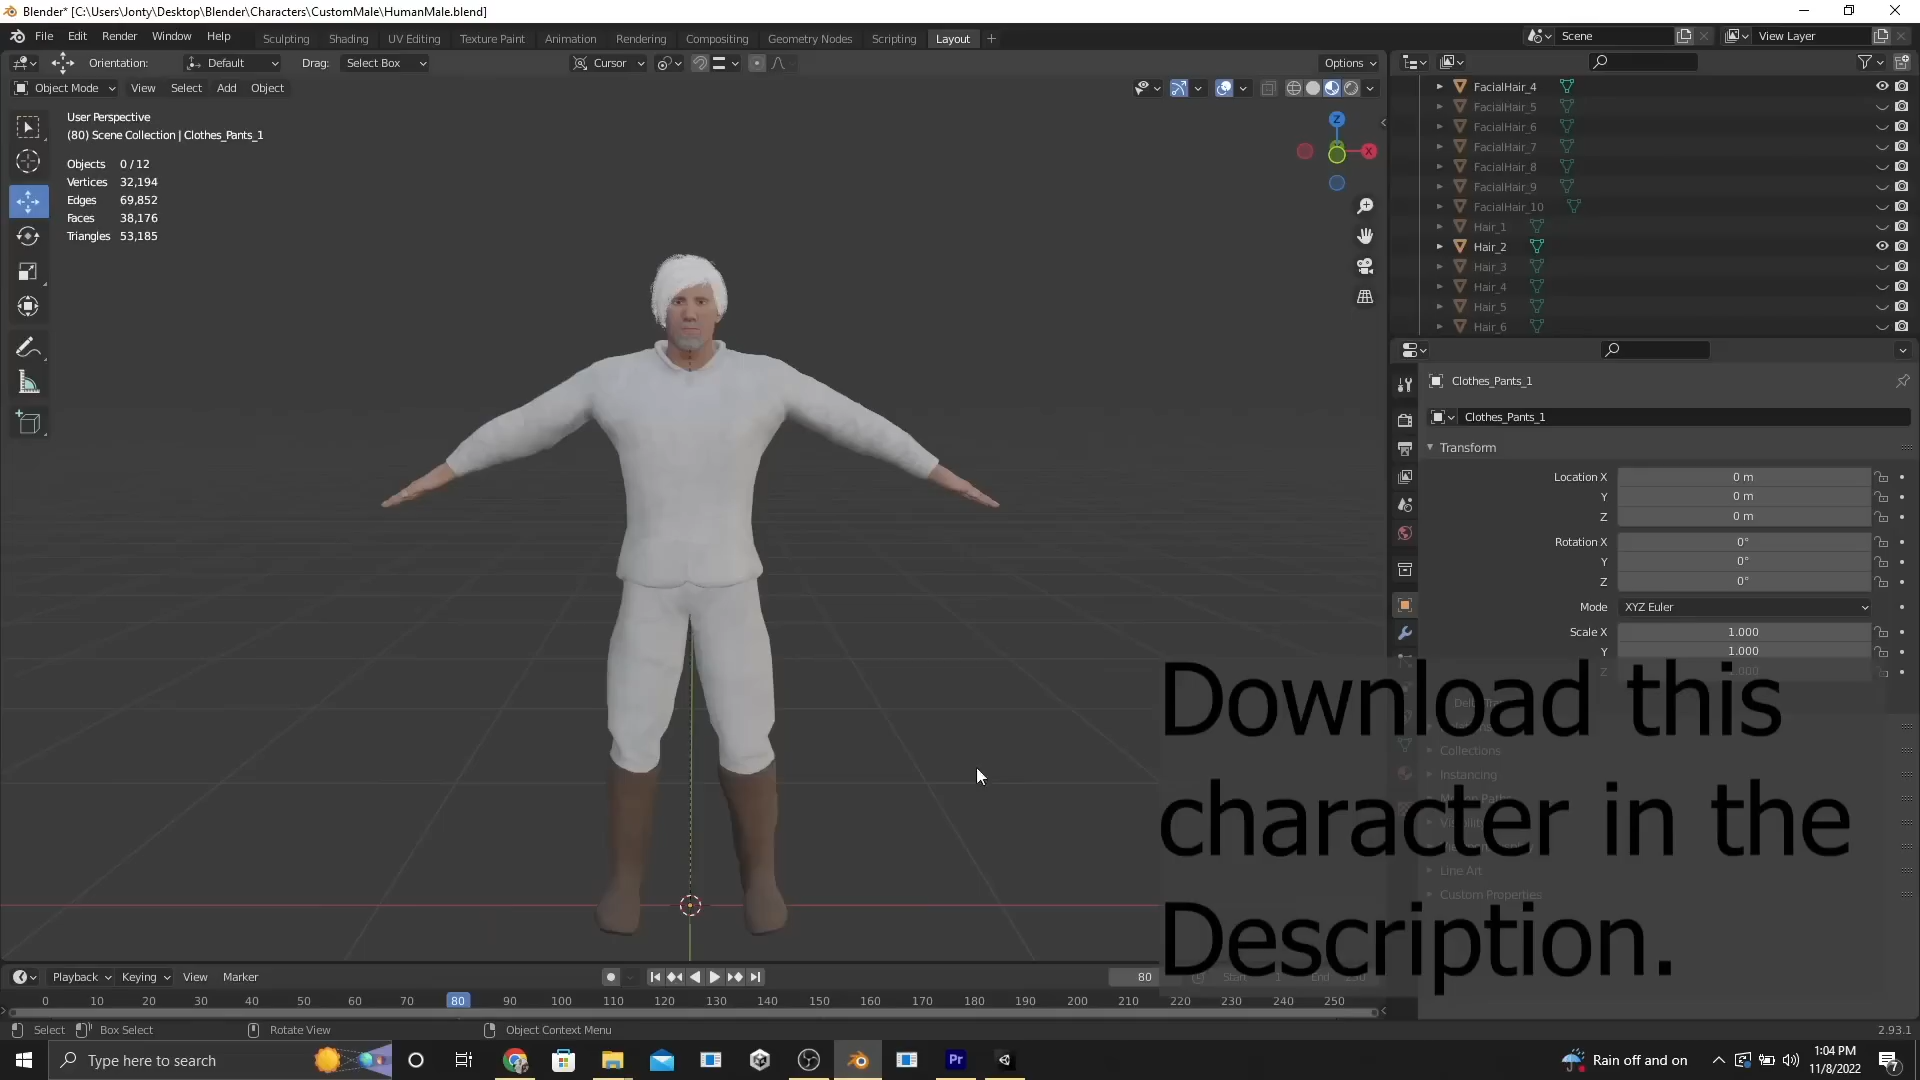 Blender* [C:\Users\Jonty\Desktop\Blender\Characters\CustomMale\HumanMale.blend]
File Edit Render Window Help
Sculpting Shading UV Editing Texture Paint Animation Rendering Compositing Geometry Nodes Scripting Layout +
Scene
View Layer
Orientation: Default Drag: Select Box
Cursor
Options
Object Mode View Select Add Object
User Perspective
(80) Scene Collection | Clothes_Pants_1
Objects 0 / 12
Vertices 32,194
Edges 69,852
Faces 38,176
Triangles 53,185
Z
X
FacialHair_4
FacialHair_5
FacialHair_6
FacialHair_7
FacialHair_8
FacialHair_9
FacialHair_10
Hair_1
Hair_2
Hair_3
Hair_4
Hair_5
Hair_6
Clothes_Pants_1
Clothes_Pants_1
Transform
Location X 0 m
Y 0 m
Z 0 m
Rotation X 0°
Y 0°
Z 0°
Mode XYZ Euler
Scale X 1.000
Y 1.000
Z
Collections
Instancing
Line Art
Custom Properties
Download this
character in the
Description.
Playback Keying View Marker
80
Start 1 End
0 10 20 30 40 50 60 70 80 90 100 110 120 130 140 150 160 170 180 190 200 210 220 230 240 250
Select Box Select Rotate View Object Context Menu
2.93.1
Type here to search
Pr
Rain off and on
1:04 PM
11/8/2022
7